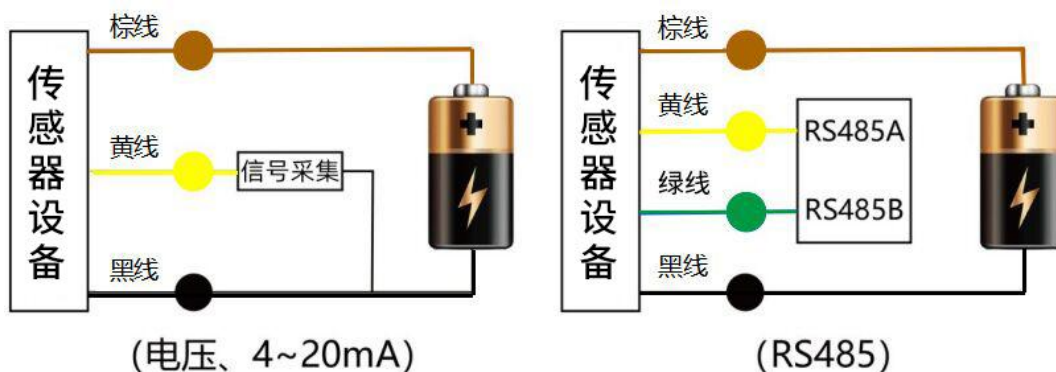 棕线
黄线
信号采集
黑线
传感器设备
(电压、4~20mA)
棕线
黄线
RS485A
绿线
RS485B
黑线
传感器设备
(RS485)